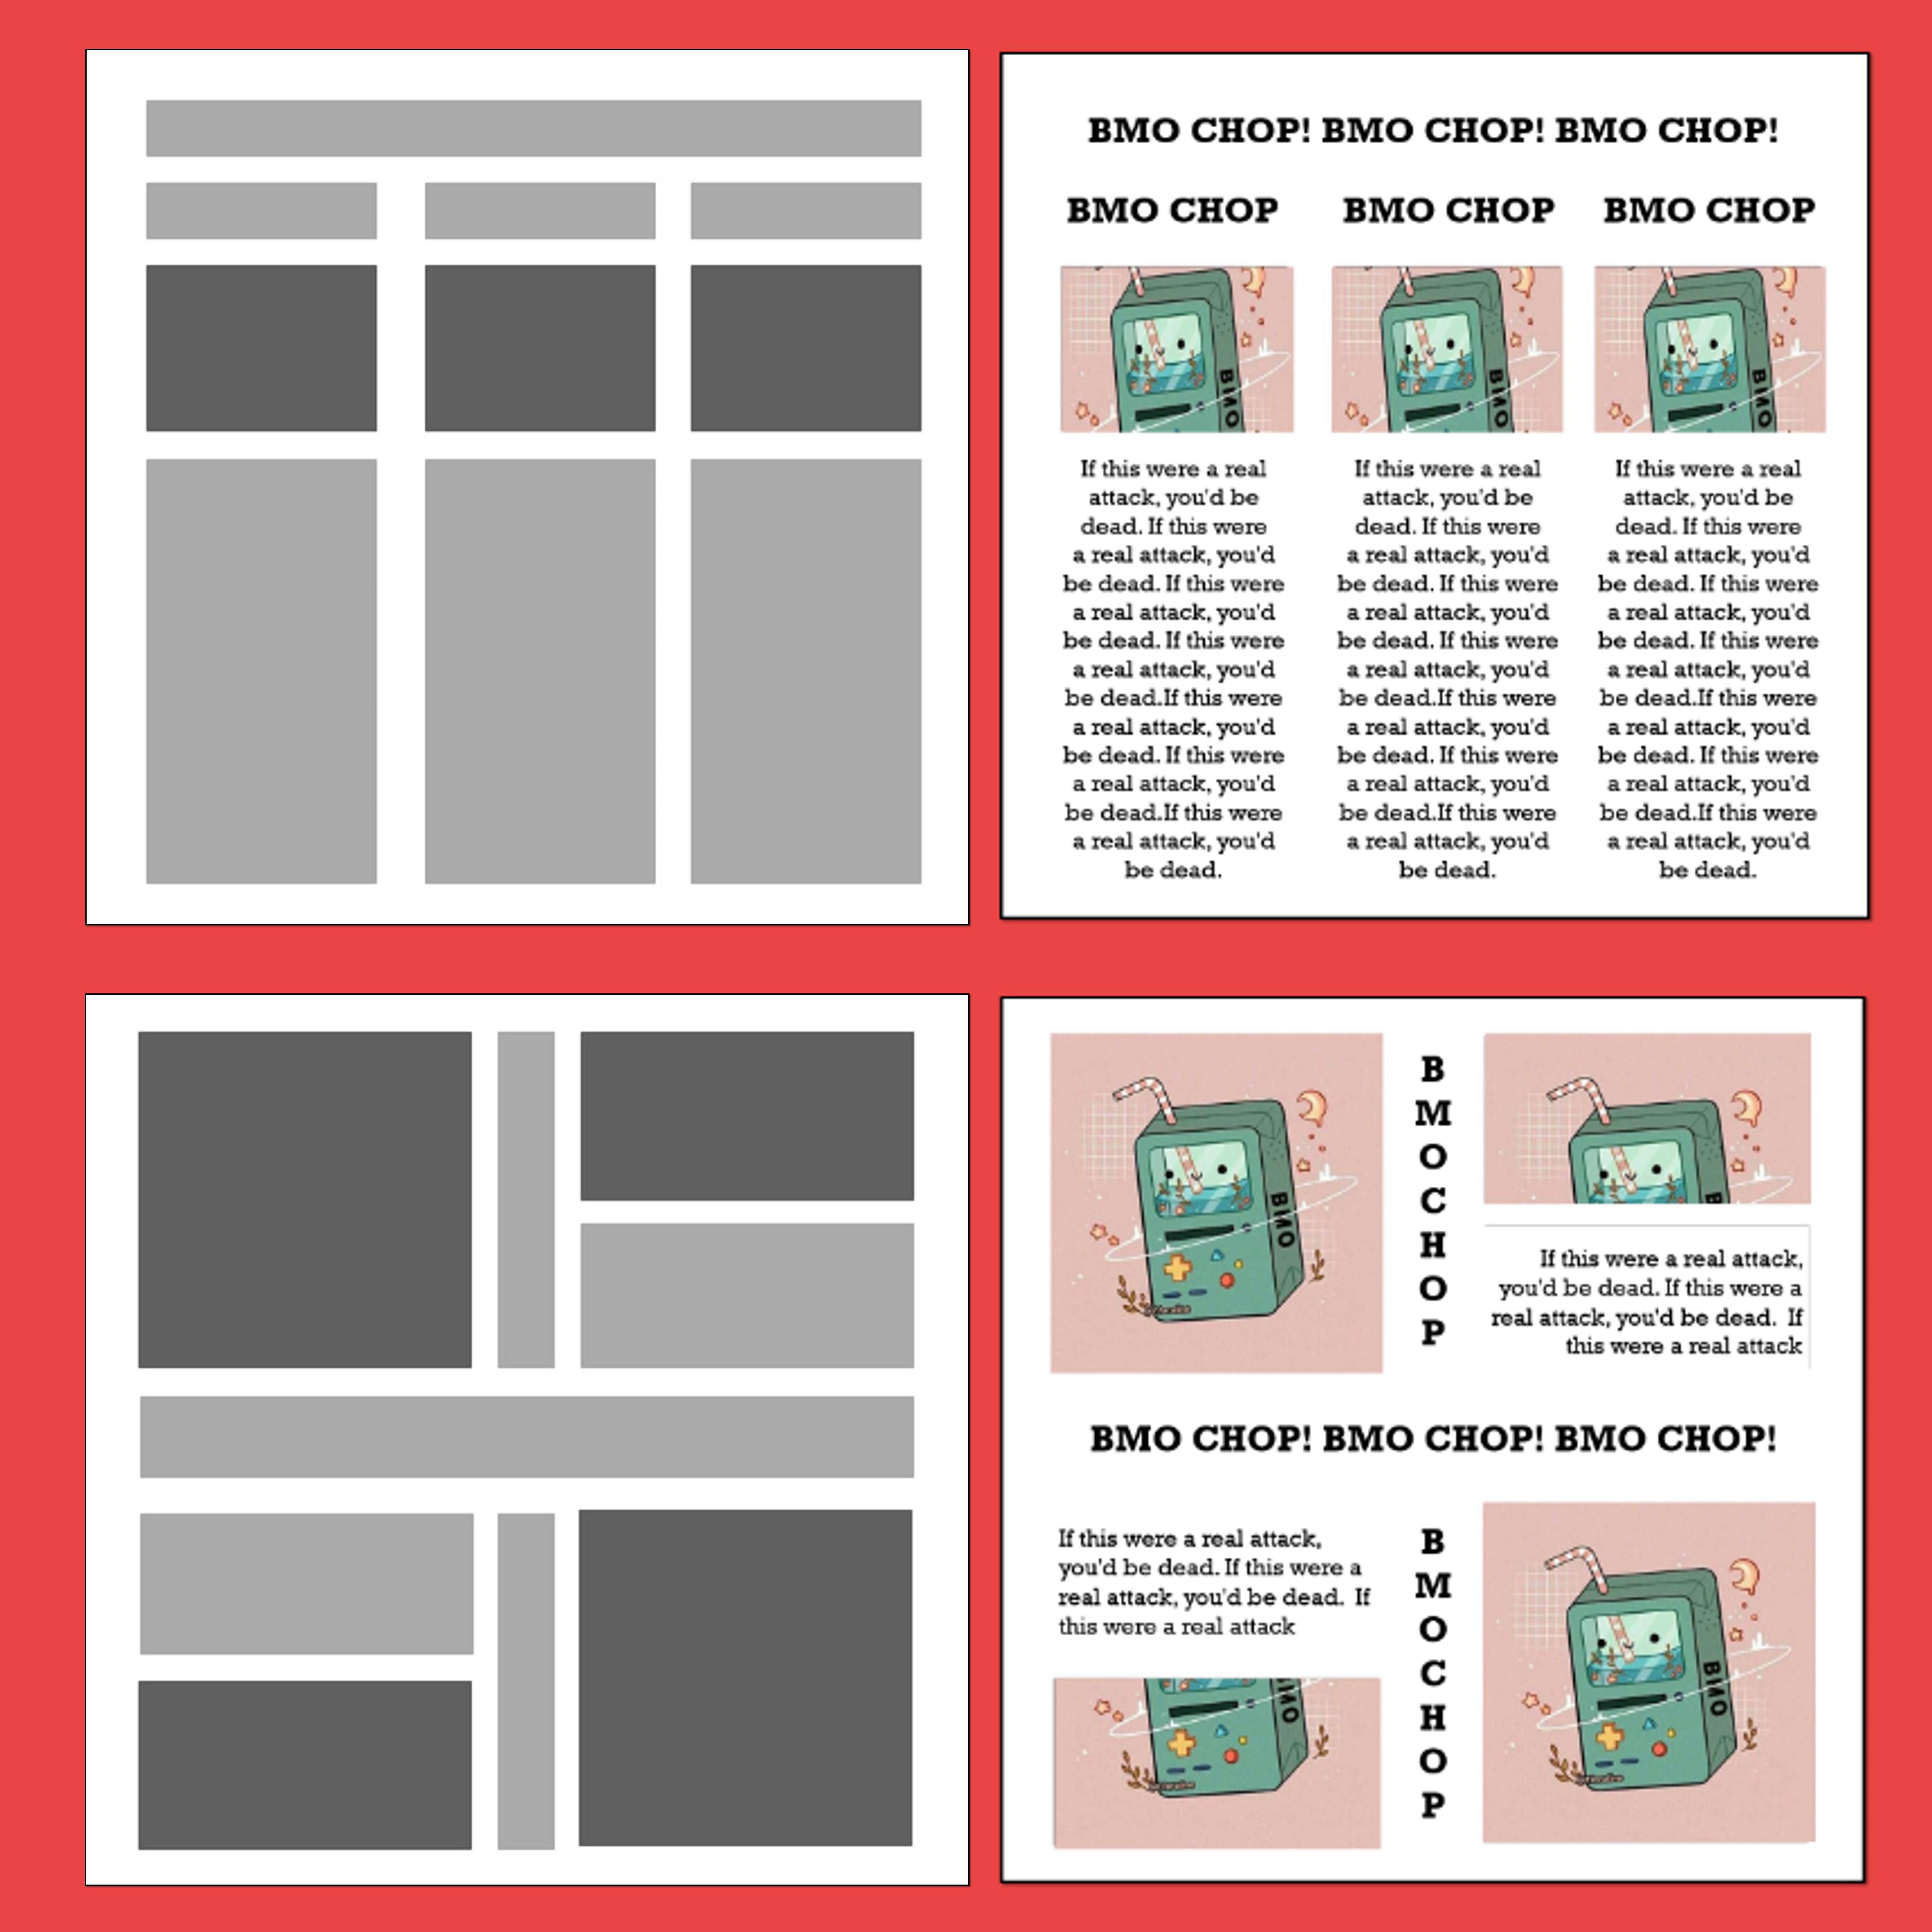 BMO CHOP! BMO CHOP! BMO CHOP!
BMO CHOP
BMO
If this were a real
attack, you'd be
dead. If this were
a real attack, you'd
be dead. If this were
a real attack, you'd
be dead. If this were
a real attack, you'd
be dead.If this were
a real attack, you'd
be dead. If this were
a real attack, you'd
be dead.If this were
a real attack, you'd
be dead.
BMO CHOP
BMO
If this were a real
attack, you'd be
dead. If this were
a real attack, you'd
be dead. If this were
a real attack, you'd
be dead. If this were
a real attack, you'd
be dead.If this were
a real attack, you'd
be dead. If this were
a real attack, you'd
be dead.If this were
a real attack, you'd
be dead.
BMO CHOP
BMO
If this were a real
attack, you'd be
dead. If this were
a real attack, you'd
be dead. If this were
a real attack, you'd
be dead. If this were
a real attack, you'd
be dead.If this were
a real attack, you'd
be dead. If this were
a real attack, you'd
be dead.If this were
a real attack, you'd
be dead.
BMO
B
M
O
C
H
O
P
If this were a real attack,
you'd be dead. If this were a
real attack, you'd be dead.  If
this were a real attack
BMO CHOP! BMO CHOP! BMO CHOP!
If this were a real attack,
you'd be dead. If this were a
real attack, you'd be dead.  If
this were a real attack
B
M
O
C
H
O
P
BMO